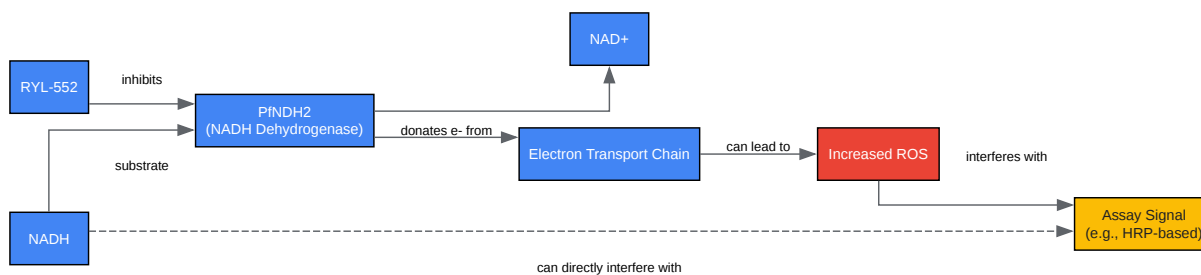 NAD+
RYL-552
inhibits
PfNDH2
(NADH Dehydrogenase)
donates e- from
Electron Transport Chain
can lead to
Increased ROS
interferes with
substrate
NADH
Assay Signal
(e.g., HRP-based)
can directly interfere with